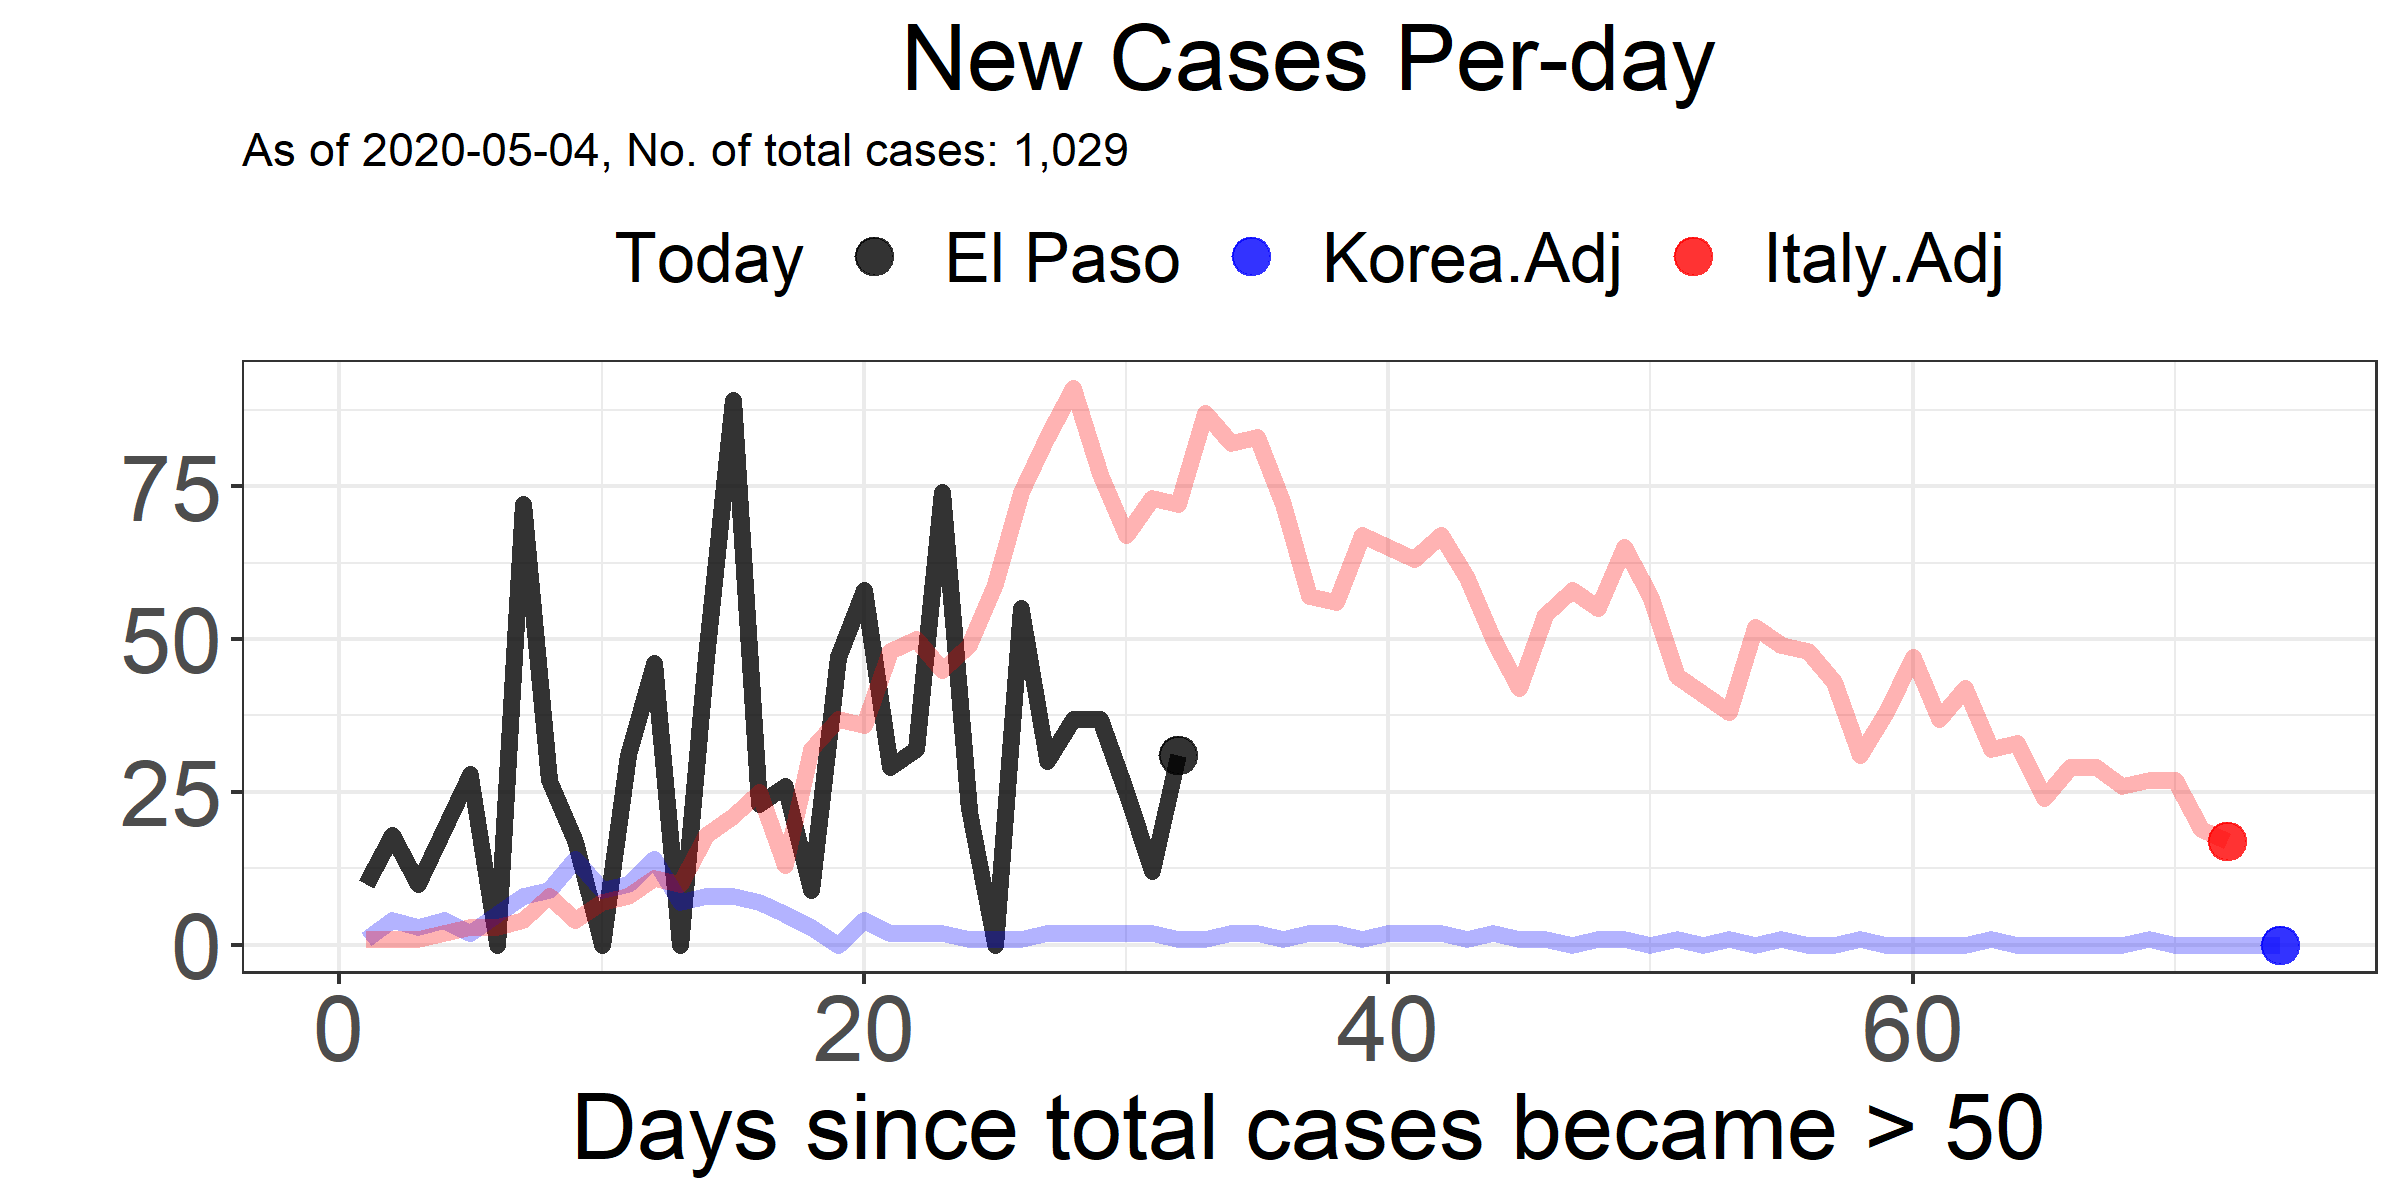 New Cases Per-day
As of 2020-05-04, No. of total cases: 1,029
Today El Paso Korea.Adj Italy.Adj
75
50
25
0
0 20 40 60
Days since total cases became > 50